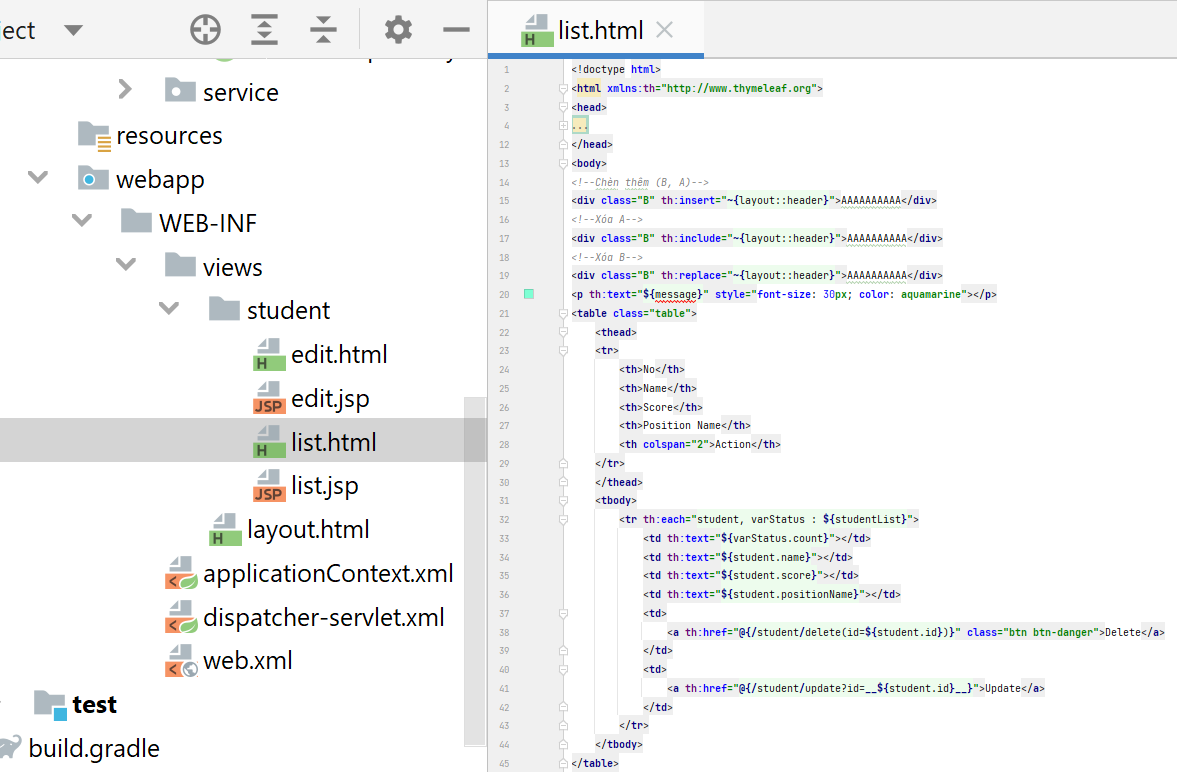 ect
list.html
service
resources
webapp
WEB-INF
views
student
edit.html
edit.jsp
list.html
list.jsp
layout.html
applicationContext.xml
dispatcher-servlet.xml
web.xml
test
build.gradle
1 <!doctype html>
2 <html xmlns:th="http://www.thymeleaf.org">
3 <head>
4 ...
12 </head>
13 <body>
14 <!--Chèn thêm (B, A)-->
15 <div class="B" th:insert="~{layout::header}">AAAAAAAAAA</div>
16 <!--Xóa A-->
17 <div class="B" th:include="~{layout::header}">AAAAAAAAAA</div>
18 <!--Xóa B-->
19 <div class="B" th:replace="~{layout::header}">AAAAAAAAAA</div>
20 <p th:text="${message}" style="font-size: 30px; color: aquamarine"></p>
21 <table class="table">
22 <thead>
23 <tr>
24 <th>No</th>
25 <th>Name</th>
26 <th>Score</th>
27 <th>Position Name</th>
28 <th colspan="2">Action</th>
29 </tr>
30 </thead>
31 <tbody>
32 <tr th:each="student, varStatus : ${studentList}">
33 <td th:text="${varStatus.count}"></td>
34 <td th:text="${student.name}"></td>
35 <td th:text="${student.score}"></td>
36 <td th:text="${student.positionName}"></td>
37 <td>
38 <a th:href="@{/student/delete(id=${student.id})}" class="btn btn-danger">Delete</a>
39 </td>
40 <td>
41 <a th:href="@{/student/update?id=__${student.id}__}">Update</a>
42 </td>
43 </tr>
44 </tbody>
45 </table>